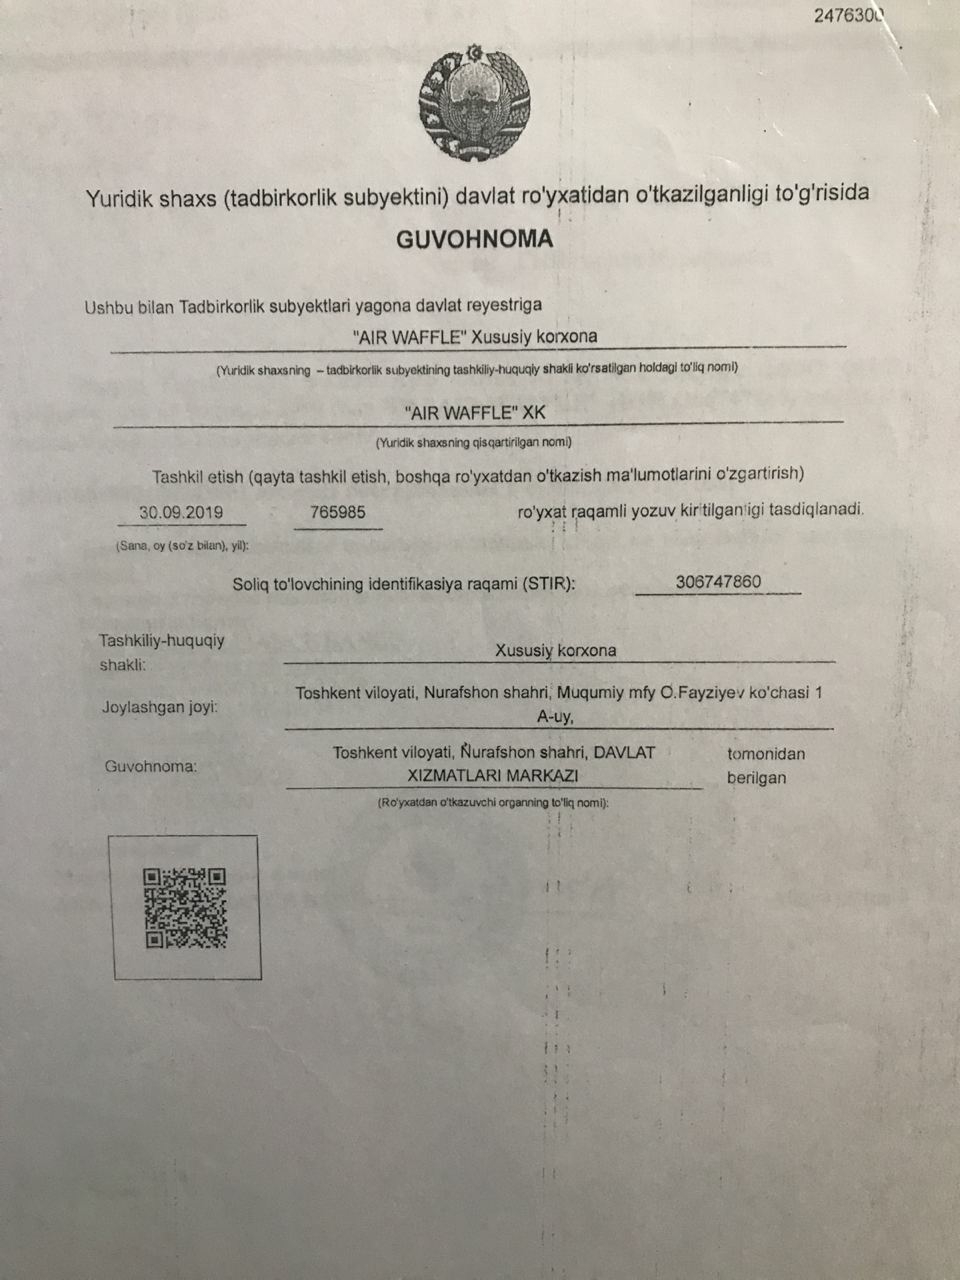 2476300
Yuridik shaxs (tadbirkorlik subyektini) davlat ro'yxatidan o'tkazilganligi to'g'risida
GUVOHNOMA
Ushbu bilan Tadbirkorlik subyektlari yagona davlat reyestriga
"AIR WAFFLE" Xususiy korxona
(Yuridik shaxsning – tadbirkorlik subyektining tashkiliy-huquqiy shakli ko'rsatilgan holdagi to'liq nomi)
"AIR WAFFLE" XK
(Yuridik shaxsning qisqartirilgan nomi)
Tashkil etish (qayta tashkil etish, boshqa ro'yxatdan o'tkazish ma'lumotlarini o'zgartirish)
30.09.2019 765985 ro'yxat raqamli yozuv kiritilganligi tasdiqlanadi.
(Sana, oy (so'z bilan), yil):
Soliq to'lovchining identifikasiya raqami (STIR): 306747860
Tashkiliy-huquqiy
shakli:
Xususiy korxona
Joylashgan joyi:
Toshkent viloyati, Nurafshon shahri, Muqumiy mfy O.Fayziyev ko'chasi 1
A-uy,
Guvohnoma:
Toshkent viloyati, Nurafshon shahri, DAVLAT
XIZMATLARI MARKAZI
tomonidan
berilgan
(Ro'yxatdan o'tkazuvchi organning to'liq nomi):